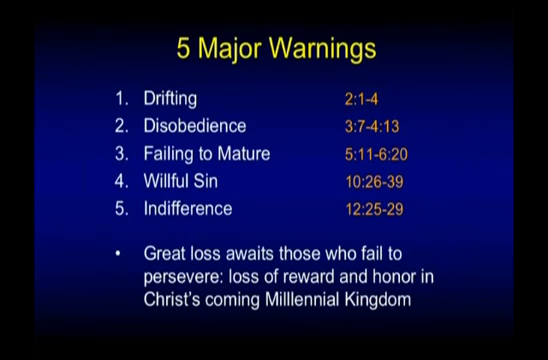 5 Major Warnings
1. Drifting 2:1-4
2. Disobedience 3:7-4:13
3. Failing to Mature 5:11-6:20
4. Willful Sin 10:26-39
5. Indifference 12:25-29
• Great loss awaits those who fail to
persevere: loss of reward and honor in
Christ's coming Milllennial Kingdom